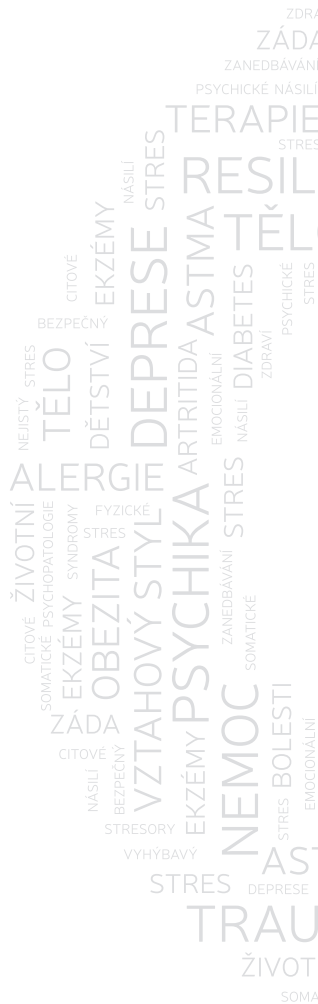 ZDRA
ZÁDA
ZANEDBÁVÁNÍ
PSYCHICKÉ NÁSILÍ
TERAPIE
STRES
STRES
RESIL
NÁSILÍ
EKZÉMY
ASTMA
TĚLO
CITOVÉ
DEPRESE
DIABETES
PSYCHICKÉ
STRES
BEZPEČNÝ
ZDRAVÍ
DĚTSTVÍ
ARTRITIDA
EMOCIONÁLNÍ
STRES
TĚLO
NEJISTÝ
NÁSILÍ
ALERGIE
STRES
PSYCHIKA
ŽIVOTNÍ
PSYCHOPATOLOGIE
SYNDROMY
FYZICKÉ
VZTAHOVÝ STYL
STRES
OBEZITA
ZANEDBÁVÁNÍ
EKZÉMY
SOMATICKÉ
CITOVÉ
SOMATICKÉ
NEMOC
BOLESTI
ZÁDA
EMOCIONÁLNÍ
EKZÉMY
CITOVÉ
BEZPEČNÝ
NÁSILÍ
STRES
STRESORY
VYHÝBAVÝ
AST
STRES
DEPRESE
TRAU
ŽIVOT
SOMA